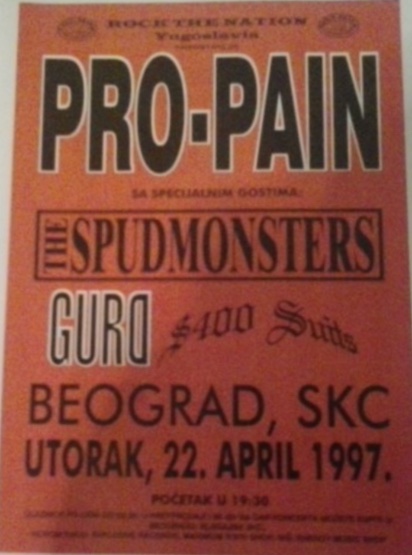 ROCK THE NATION
Yugoslavia
PRO-PAIN
SA SPECIJALNIM GOSTIMA:
THE SPUDMONSTERS
GURD
$400 Suits
BEOGRAD, SKC
UTORAK, 22. APRIL 1997.
POČETAK U 19:30